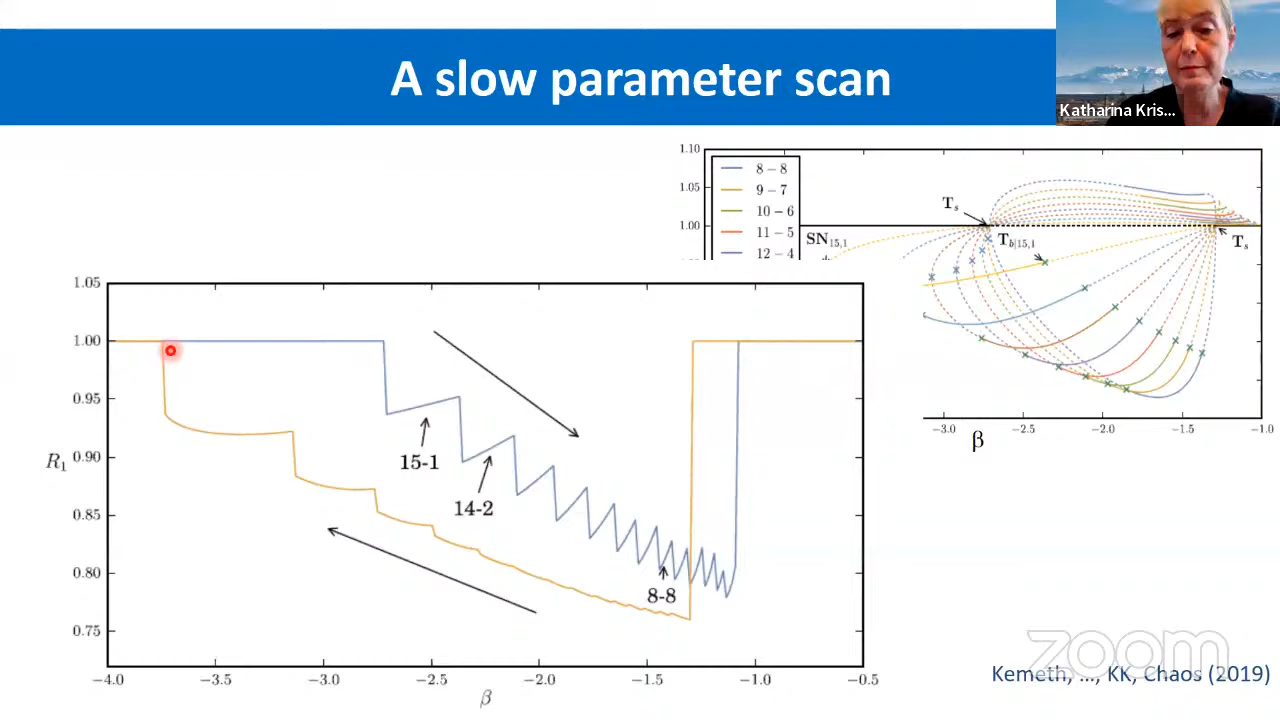 A slow parameter scan
Katharina Kris...
1.10
1.05
1.00
8 – 8
9 – 7
10 – 6
11 – 5
12 – 4
SN15,1
Ts
Tb|15,1
Ts
−3.0 −2.5 −2.0 −1.5 −1.0
β
1.05
1.00
0.95
0.90
0.85
0.80
0.75
R1
15-1
14-2
8-8
−4.0 −3.5 −3.0 −2.5 −2.0 −1.5 −1.0 −0.5
β
zoom
Kemeth, ..., KK, Chaos (2019)